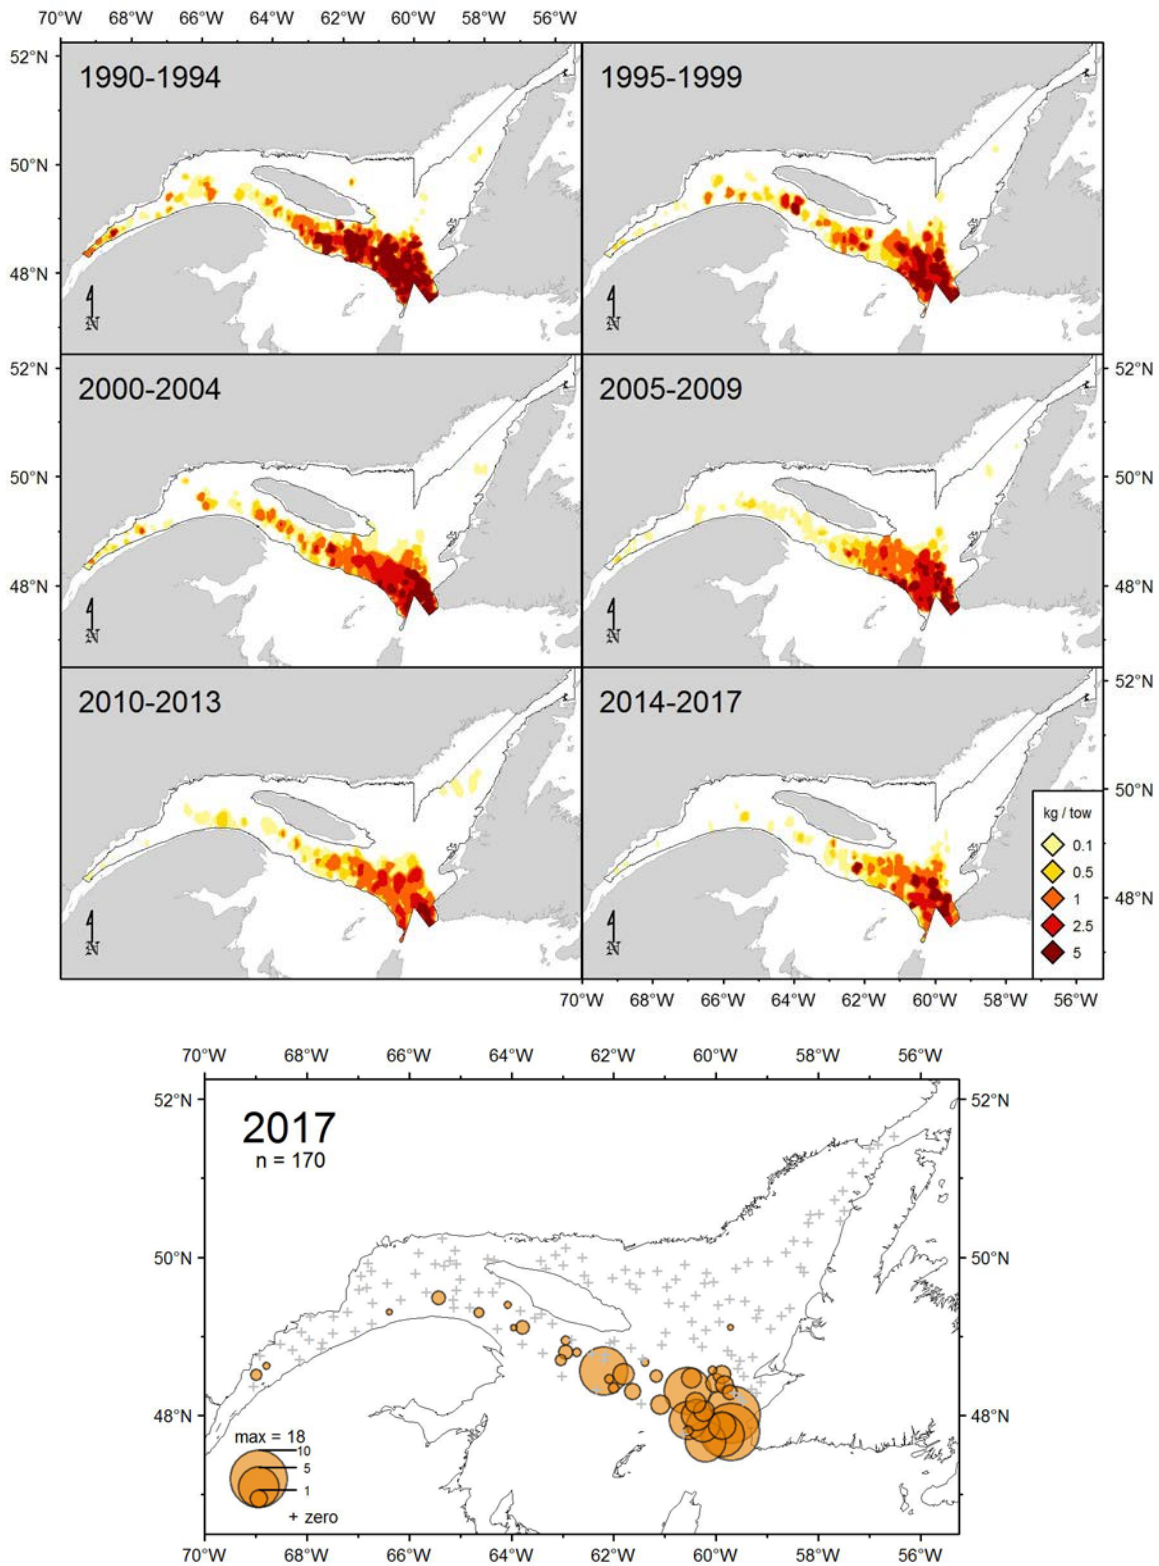 70°W 68°W 66°W 64°W 62°W 60°W 58°W 56°W
52°N
1990-1994 1995-1999
50°N
48°N
N N
52°N
2000-2004 2005-2009
52°N
50°N 50°N
48°N 48°N
N N
52°N
2010-2013 2014-2017
50°N
kg / tow
0.1
0.5
1 48°N
2.5
5
N N
70°W 68°W 66°W 64°W 62°W 60°W 58°W 56°W
70°W 68°W 66°W 64°W 62°W 60°W 58°W 56°W
52°N 52°N
2017
n = 170
50°N 50°N
48°N 48°N
max = 18
10
5
1
+ zero
70°W 68°W 66°W 64°W 62°W 60°W 58°W 56°W